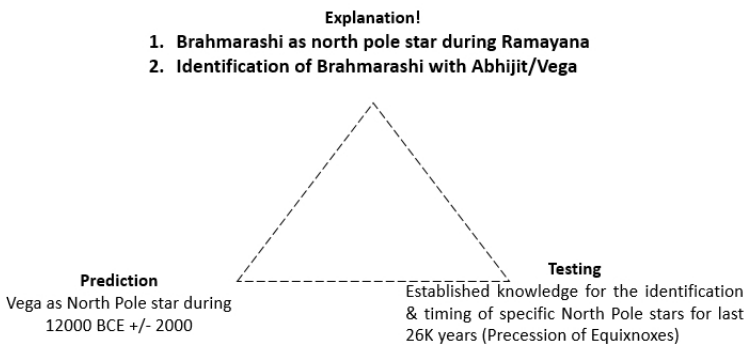 Explanation!
1. Brahmarashi as north pole star during Ramayana
2. Identification of Brahmarashi with Abhijit/Vega
Prediction
Vega as North Pole star during
12000 BCE +/- 2000
Testing
Established knowledge for the identification
& timing of specific North Pole stars for last
26K years (Precession of Equixnoxes)